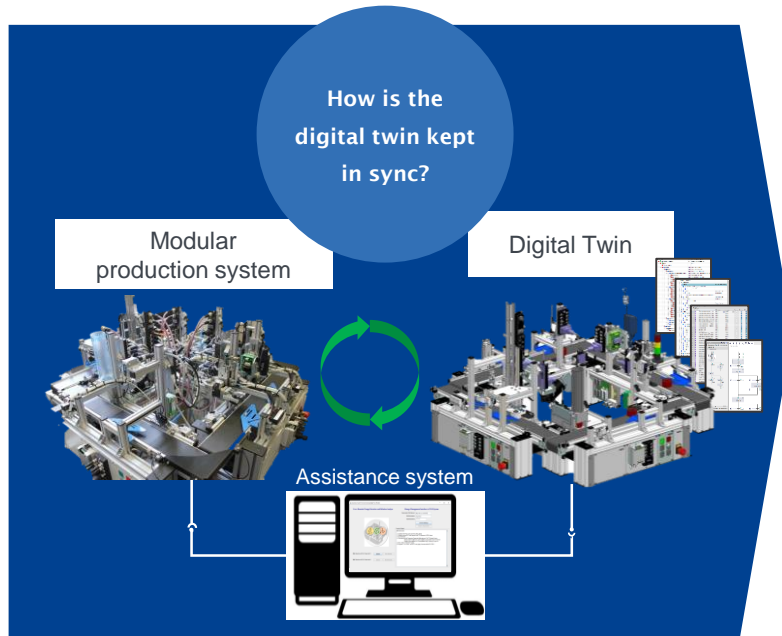 How is the
digital twin kept
in sync?
Modular
production system
Digital Twin
Assistance system